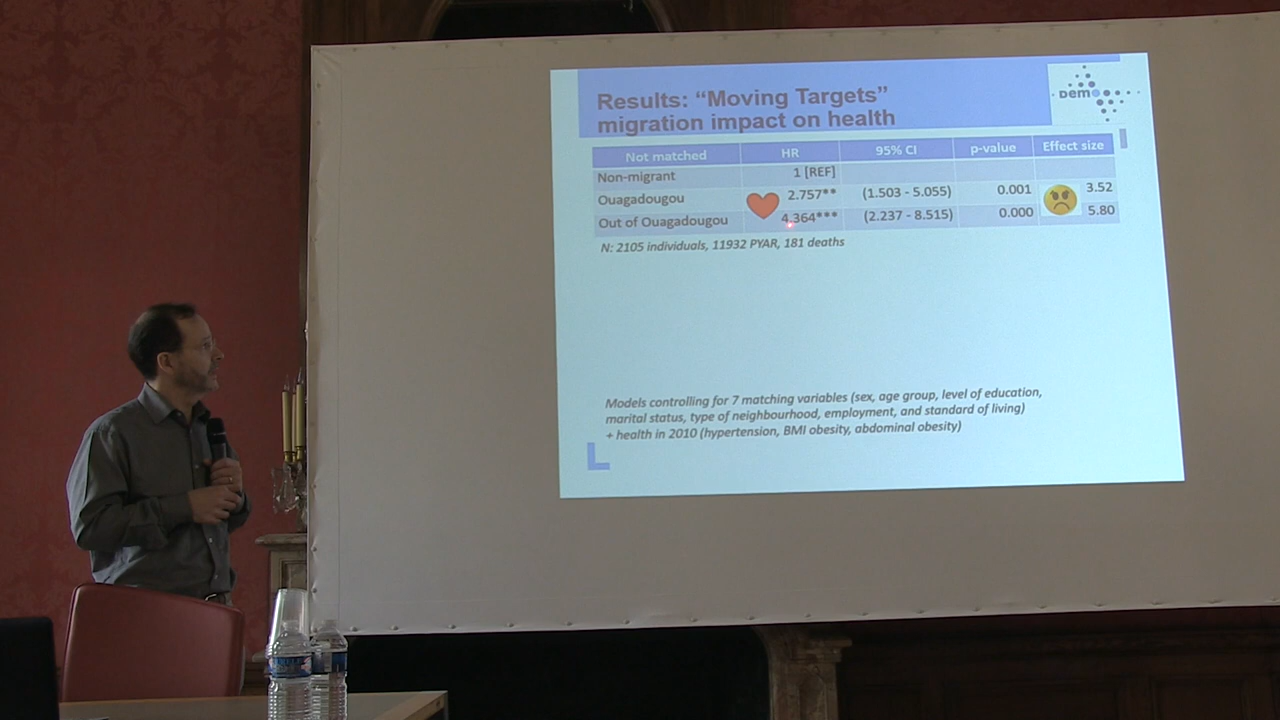 Results: “Moving Targets”
migration impact on health
Demo
Not matched HR 95% CI p-value Effect size
Non-migrant 1 [REF]
Ouagadougou 2.757** (1.503 - 5.055) 0.001 3.52
Out of Ouagadougou 4.364*** (2.237 - 8.515) 0.000 5.80
N: 2105 individuals, 11932 PYAR, 181 deaths
Models controlling for 7 matching variables (sex, age group, level of education,
marital status, type of neighbourhood, employment, and standard of living)
+ health in 2010 (hypertension, BMI obesity, abdominal obesity)